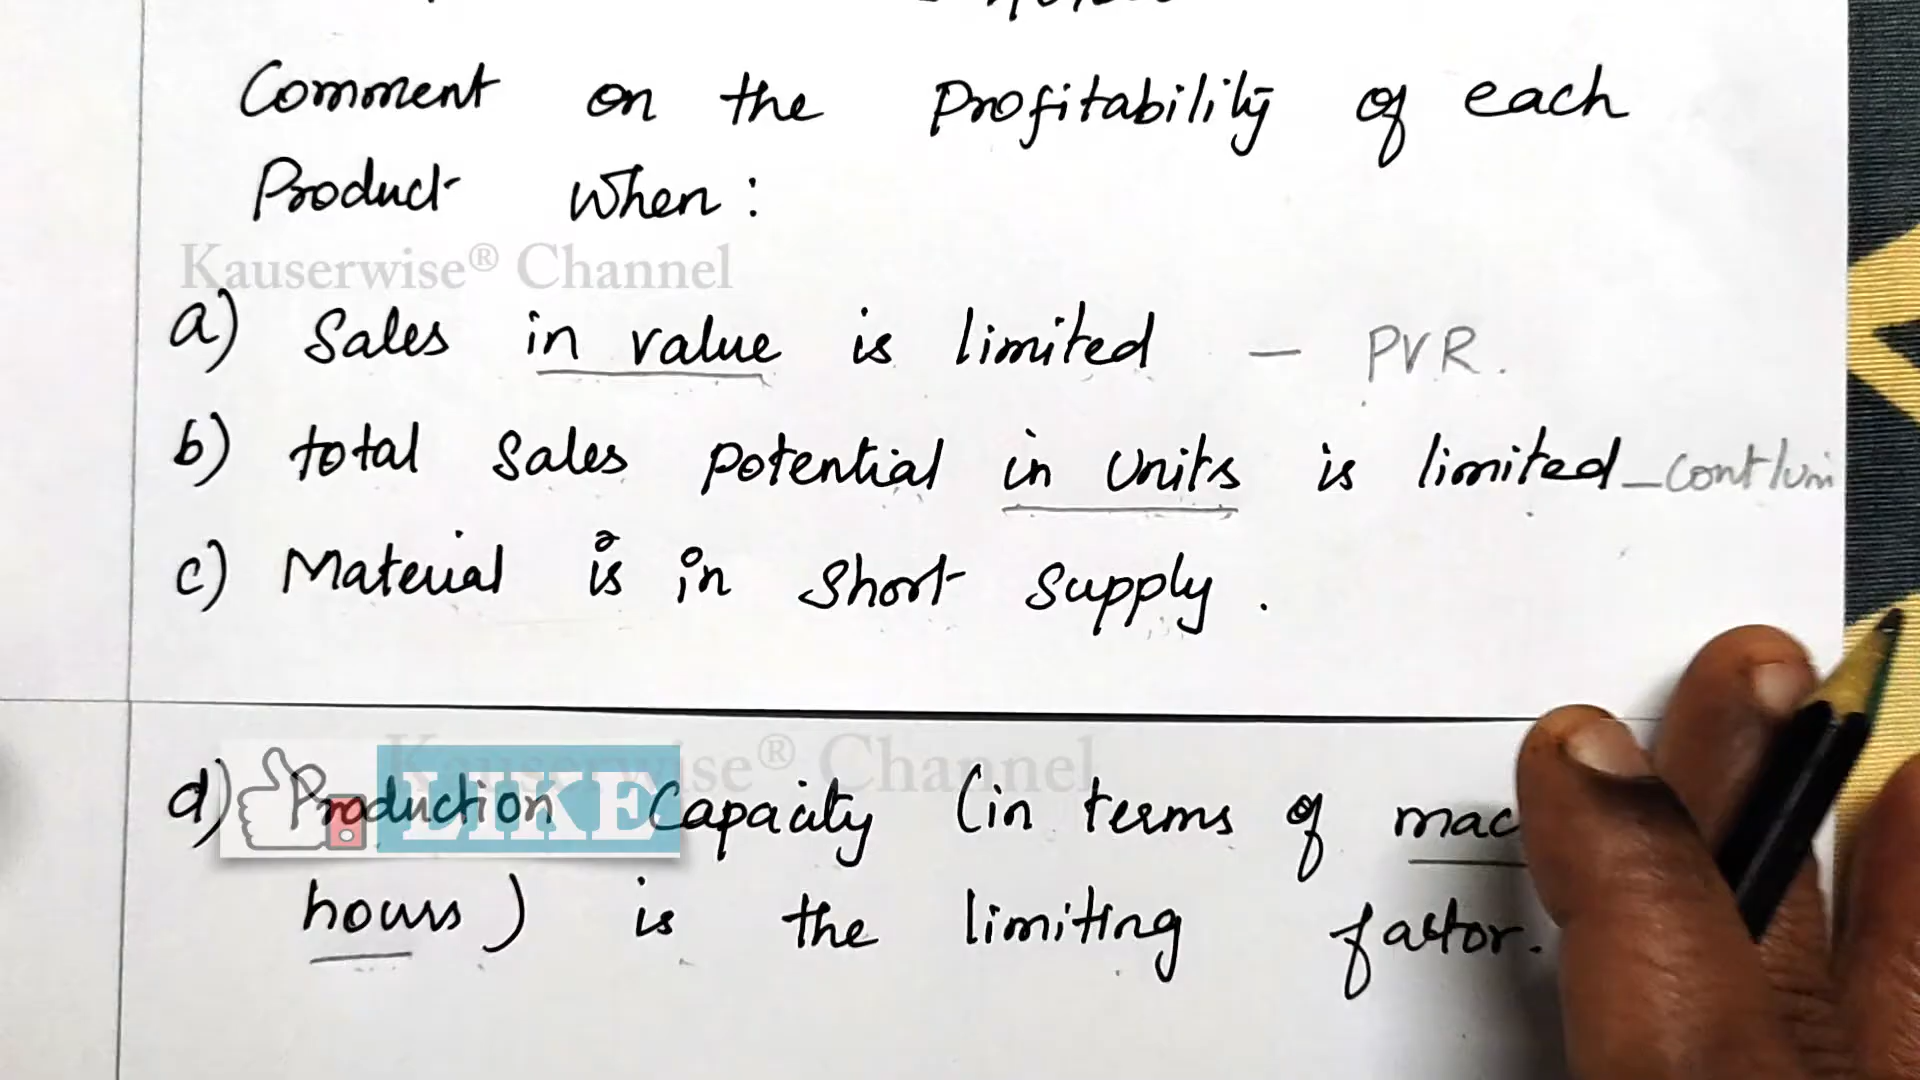 Comment on the Profitability of each
Product when:
Kauserwise® Channel
a) Sales in value is limited – PVR.
b) total Sales potential in units is limited – cont/uni
c) Material is in short supply.
Kauserwise® Channel
d) Production Capacity (in terms of mac
LIKE
hours) is the limiting factor.